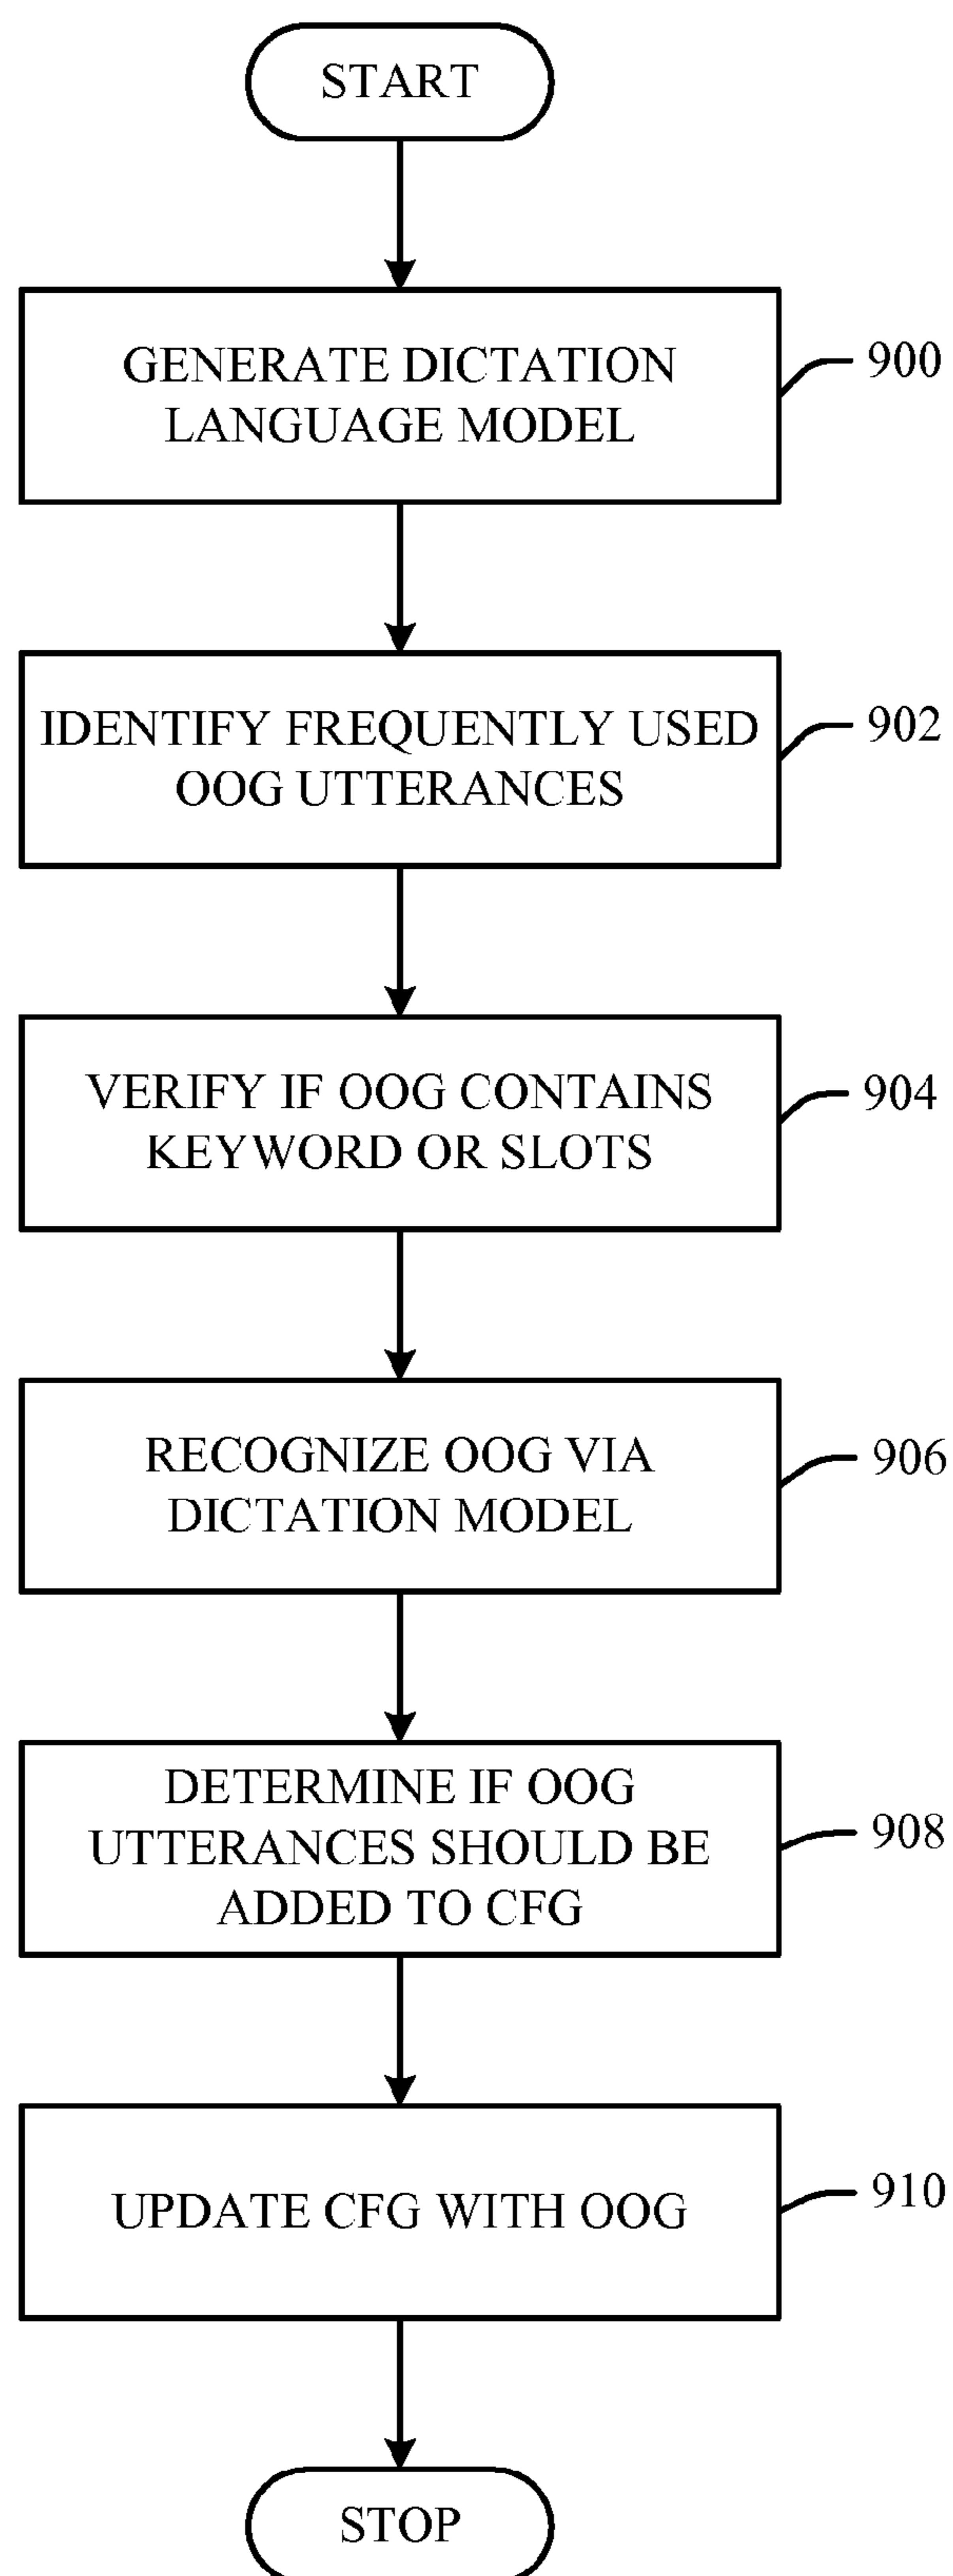 START
GENERATE DICTATION
LANGUAGE MODEL
900
IDENTIFY FREQUENTLY USED
OOG UTTERANCES
902
VERIFY IF OOG CONTAINS
KEYWORD OR SLOTS
904
RECOGNIZE OOG VIA
DICTATION MODEL
906
DETERMINE IF OOG
UTTERANCES SHOULD BE
ADDED TO CFG
908
UPDATE CFG WITH OOG
910
STOP